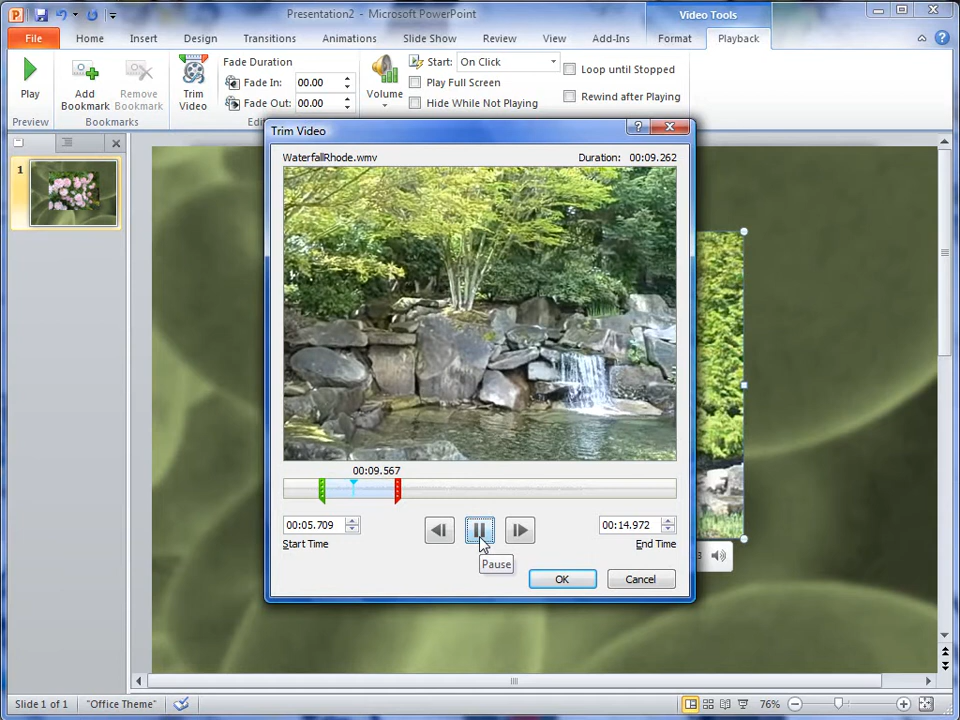 Presentation2 - Microsoft PowerPoint
Video Tools
File Home Insert Design Transitions Animations Slide Show Review View Add-Ins Format Playback
Play
Preview
Add Bookmark
Remove Bookmark
Bookmarks
Trim Video
Fade Duration
Fade In: 00.00
Fade Out: 00.00
Volume
Start: On Click
Play Full Screen
Hide While Not Playing
Loop until Stopped
Rewind after Playing
1
Trim Video
WaterfallRhode.wmv Duration: 00:09.262
00:09.567
00:05.709 00:14.972
Start Time End Time
Pause
OK Cancel
Slide 1 of 1 "Office Theme" 76%